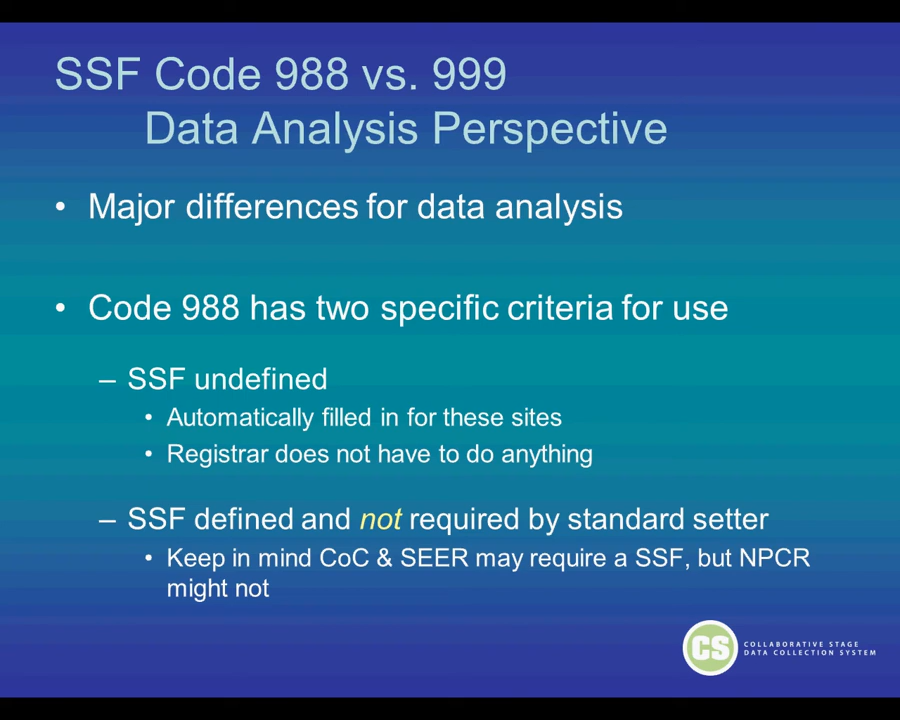 SSF Code 988 vs. 999
Data Analysis Perspective
• Major differences for data analysis
• Code 988 has two specific criteria for use
– SSF undefined
• Automatically filled in for these sites
• Registrar does not have to do anything
– SSF defined and not required by standard setter
• Keep in mind CoC & SEER may require a SSF, but NPCR
might not
CS
COLLABORATIVE STAGE
DATA COLLECTION SYSTEM